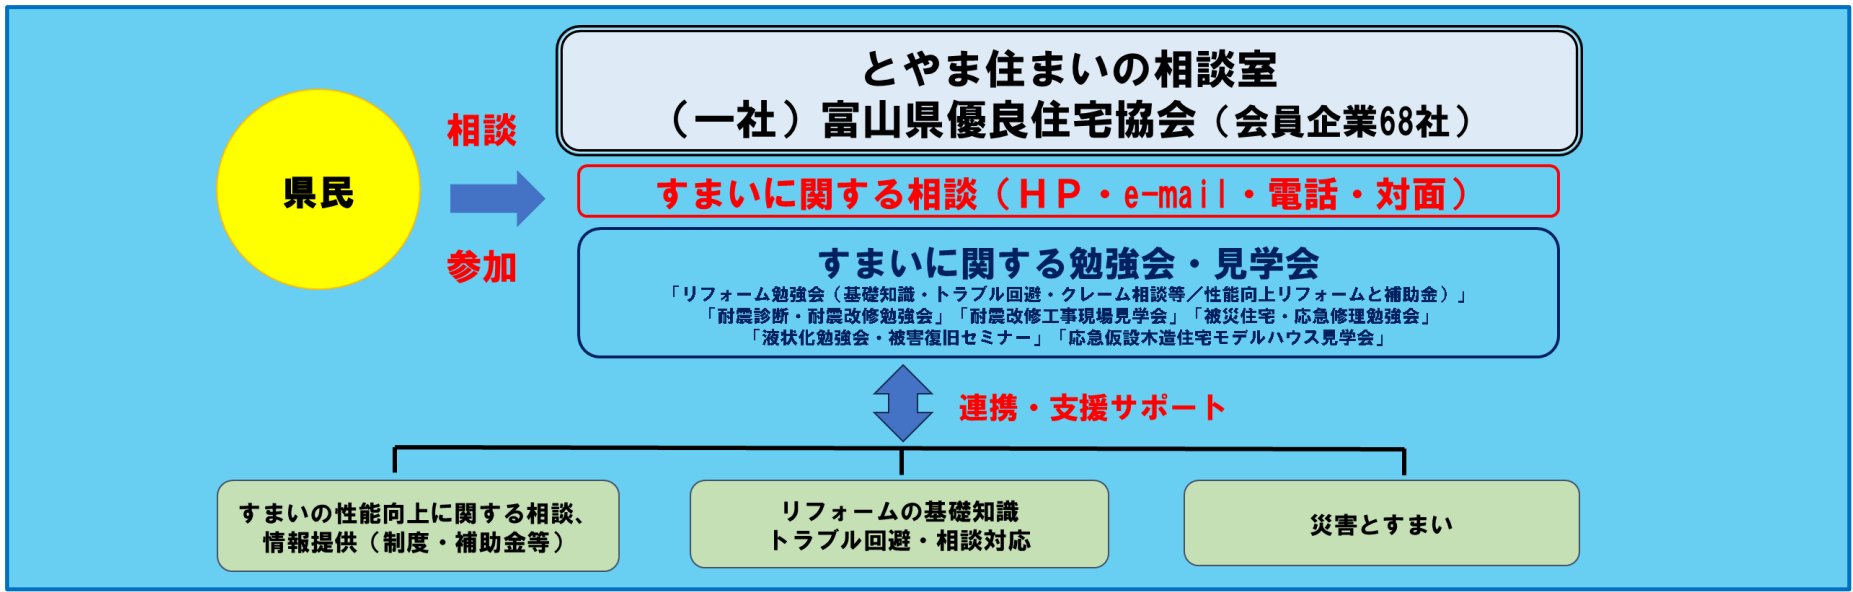 県民
相談
参加
とやま住まいの相談室
（一社）富山県優良住宅協会（会員企業68社）
すまいに関する相談（ＨＰ・e-mail・電話・対面）
すまいに関する勉強会・見学会
「リフォーム勉強会（基礎知識・トラブル回避・クレーム相談等／性能向上リフォームと補助金）」
「耐震診断・耐震改修勉強会」「耐震改修工事現場見学会」「被災住宅・応急修理勉強会」
「液状化勉強会・被害復旧セミナー」「応急仮設木造住宅モデルハウス見学会」
連携・支援サポート
すまいの性能向上に関する相談、
情報提供（制度・補助金等）
リフォームの基礎知識
トラブル回避・相談対応
災害とすまい